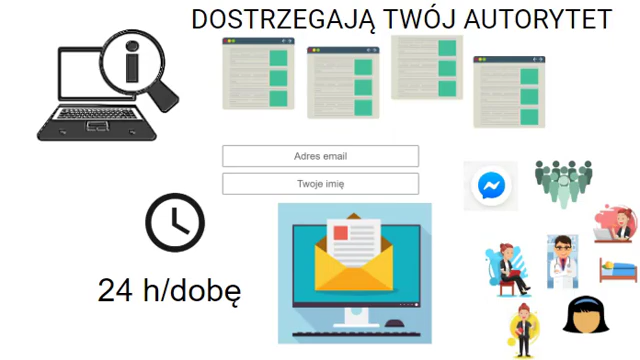 DOSTRZEGAJĄ TWÓJ AUTORYTET
Adres email
Twoje imię
24 h/dobę